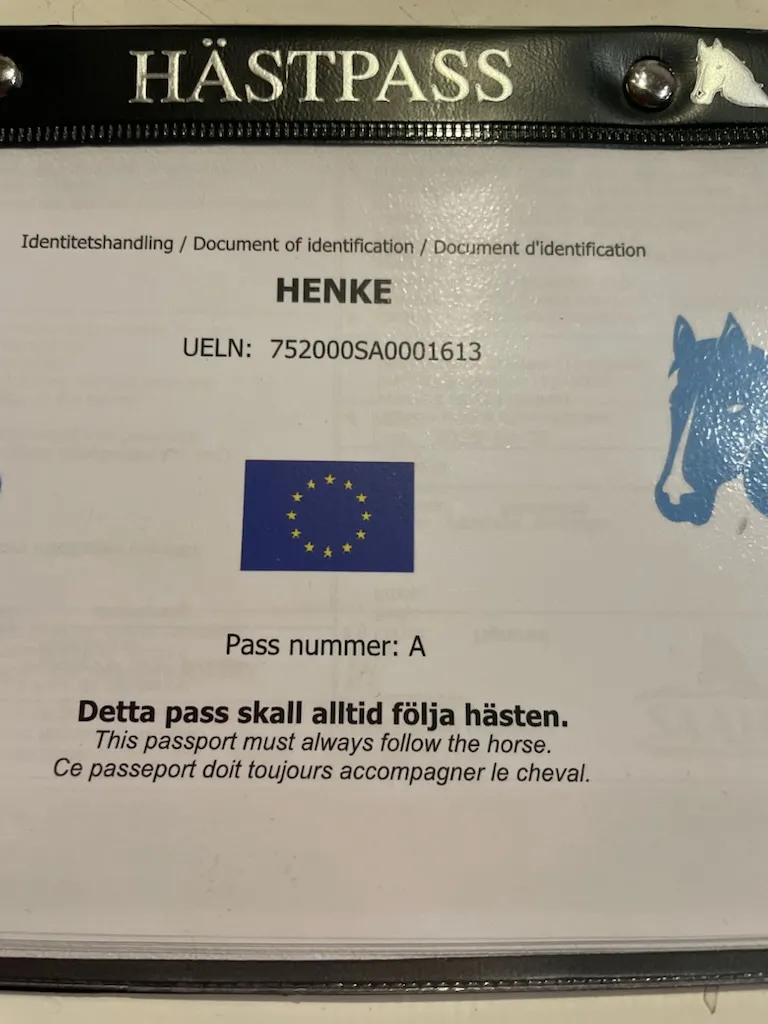 HÄSTPASS
Identitetshandling / Document of identification / Document d'identification
HENKE
UELN: 752000SA0001613
Pass nummer: A
Detta pass skall alltid följa hästen.
This passport must always follow the horse.
Ce passeport doit toujours accompagner le cheval.